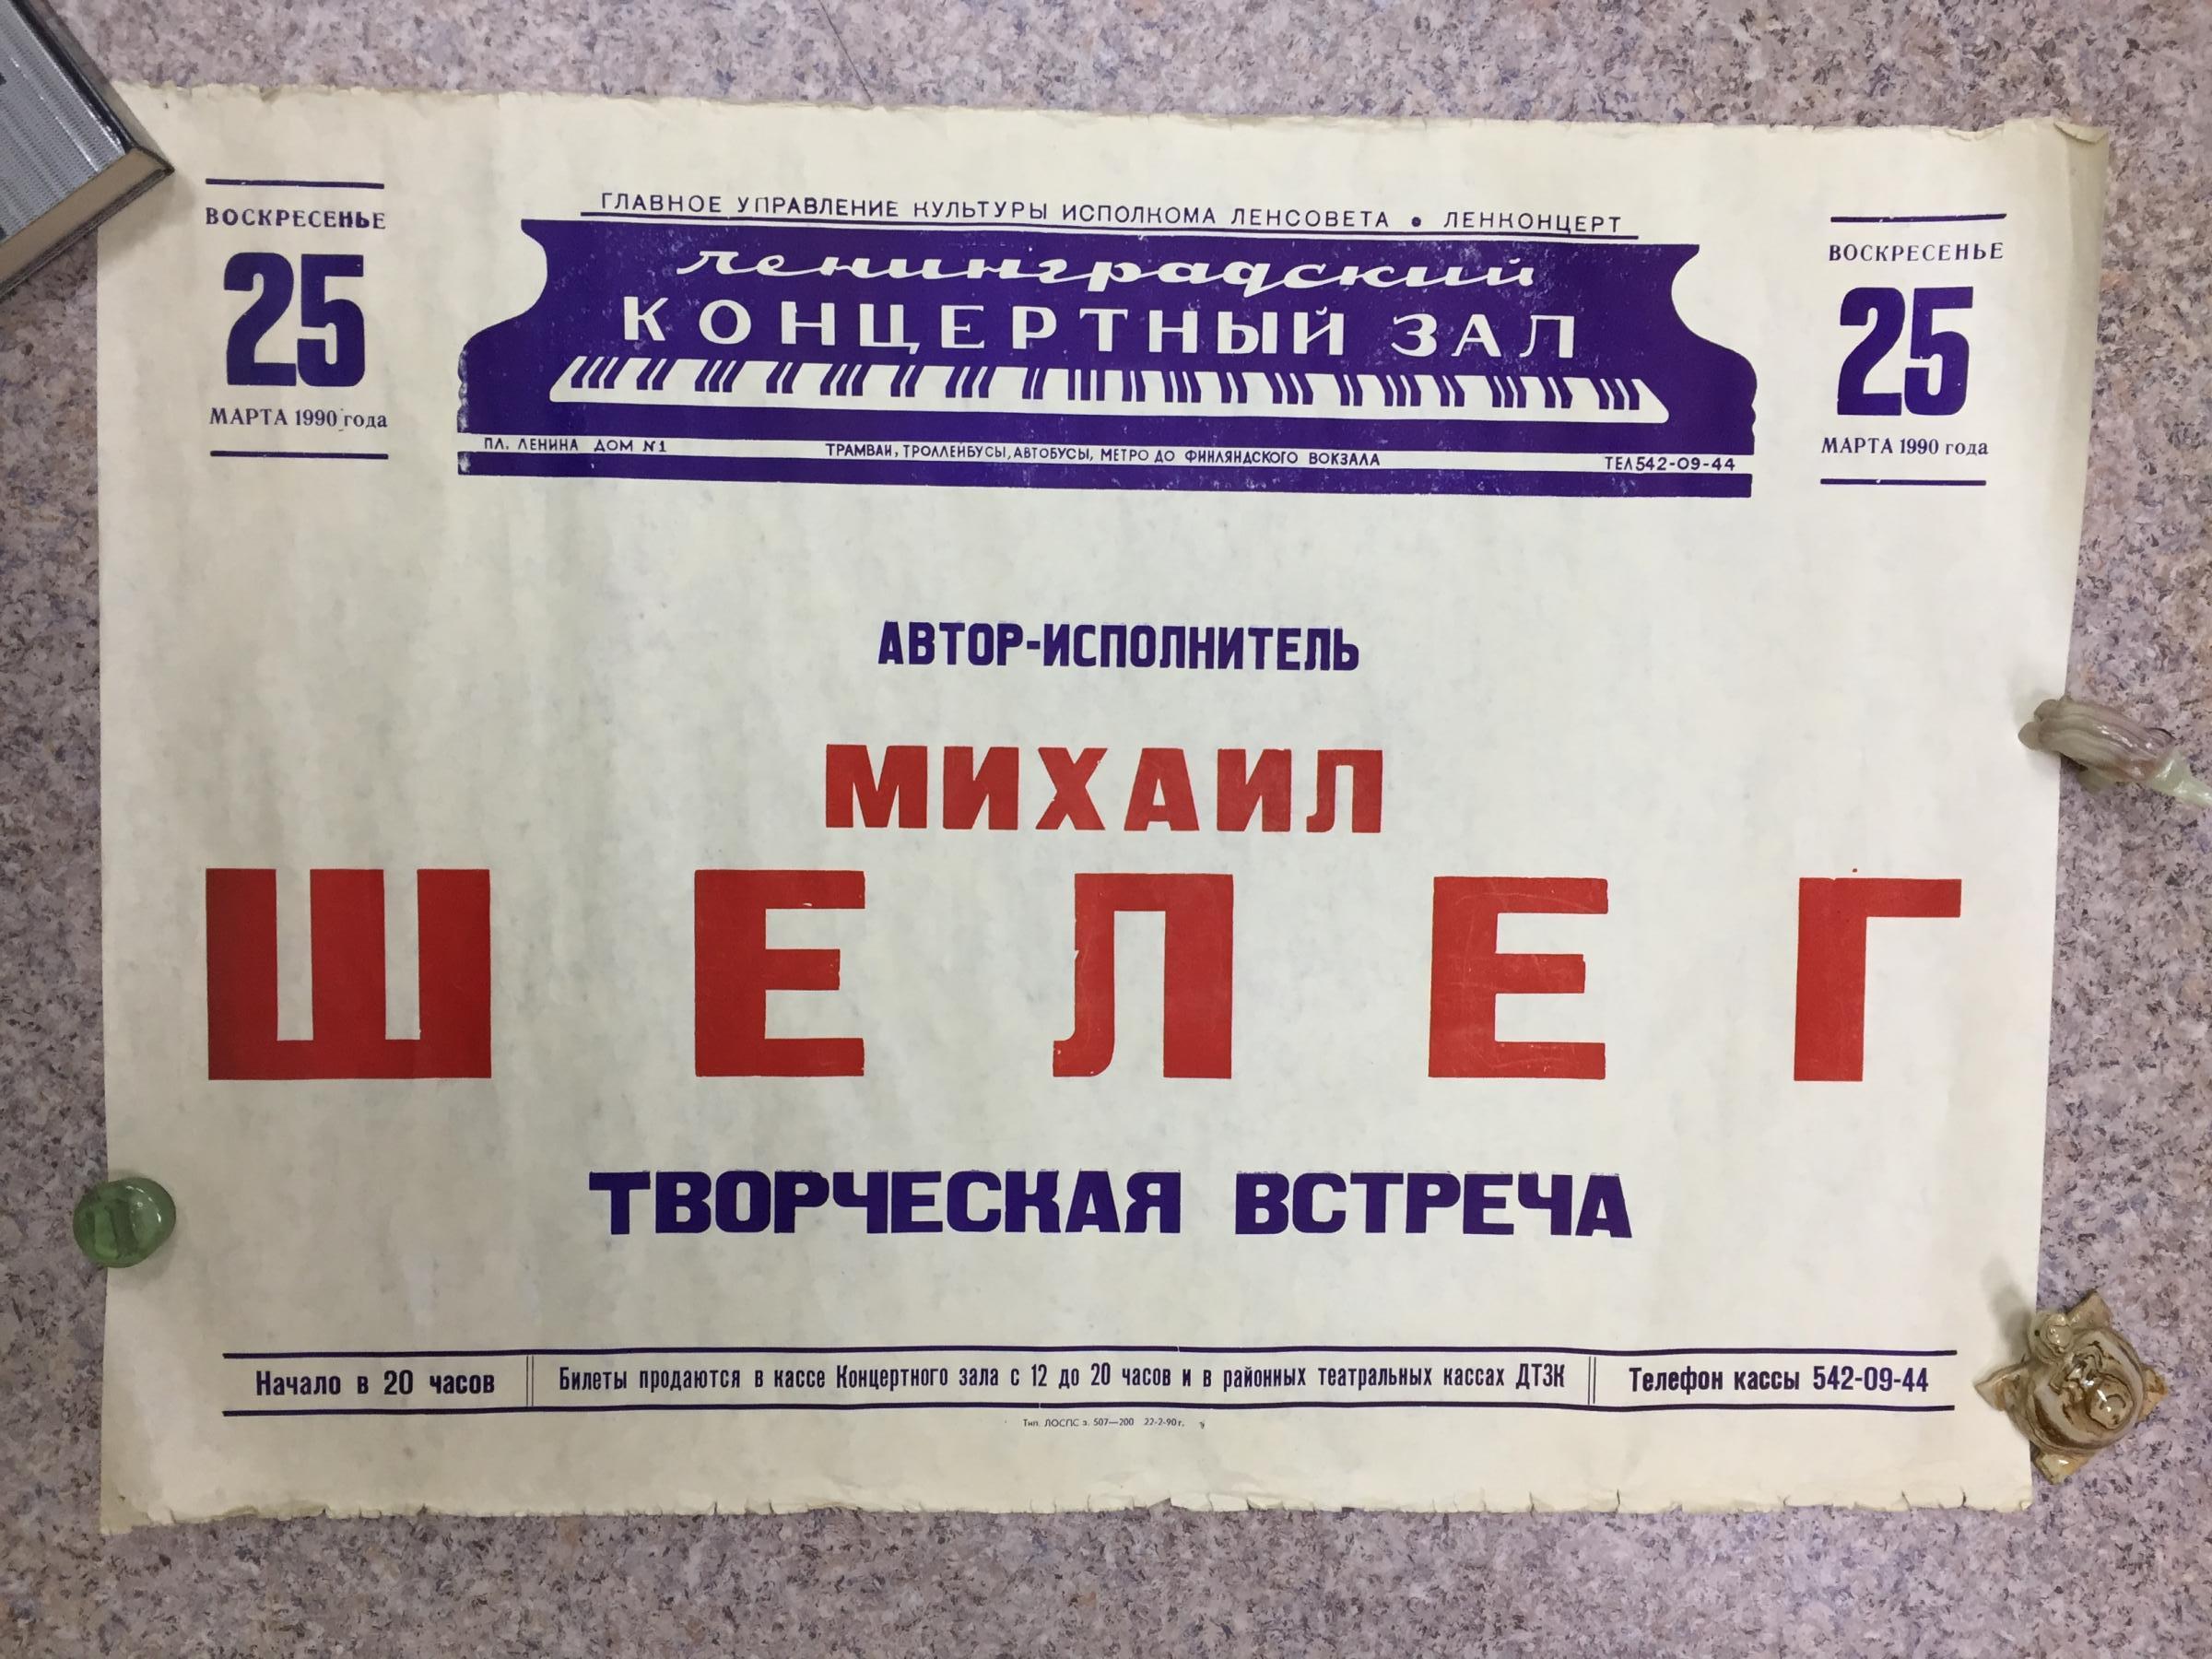 ГЛАВНОЕ УПРАВЛЕНИЕ КУЛЬТУРЫ ИСПОЛКОМА ЛЕНСОВЕТА • ЛЕНКОНЦЕРТ
ВОСКРЕСЕНЬЕ
25
МАРТА 1990 года
ленинградский
КОНЦЕРТНЫЙ ЗАЛ
ПЛ. ЛЕНИНА ДОМ №1
ТРАМВАИ, ТРОЛЛЕЙБУСЫ, АВТОБУСЫ, МЕТРО ДО ФИНЛЯНДСКОГО ВОКЗАЛА
ТЕЛ 542-09-44
ВОСКРЕСЕНЬЕ
25
МАРТА 1990 года
АВТОР-ИСПОЛНИТЕЛЬ
МИХАИЛ
ШЕЛЕГ
ТВОРЧЕСКАЯ ВСТРЕЧА
Начало в 20 часов
Билеты продаются в кассе Концертного зала с 12 до 20 часов и в районных театральных кассах ДТЗК
Телефон кассы 542-09-44
Тип. ЛОСПС з. 507—200 22-2-90 г.